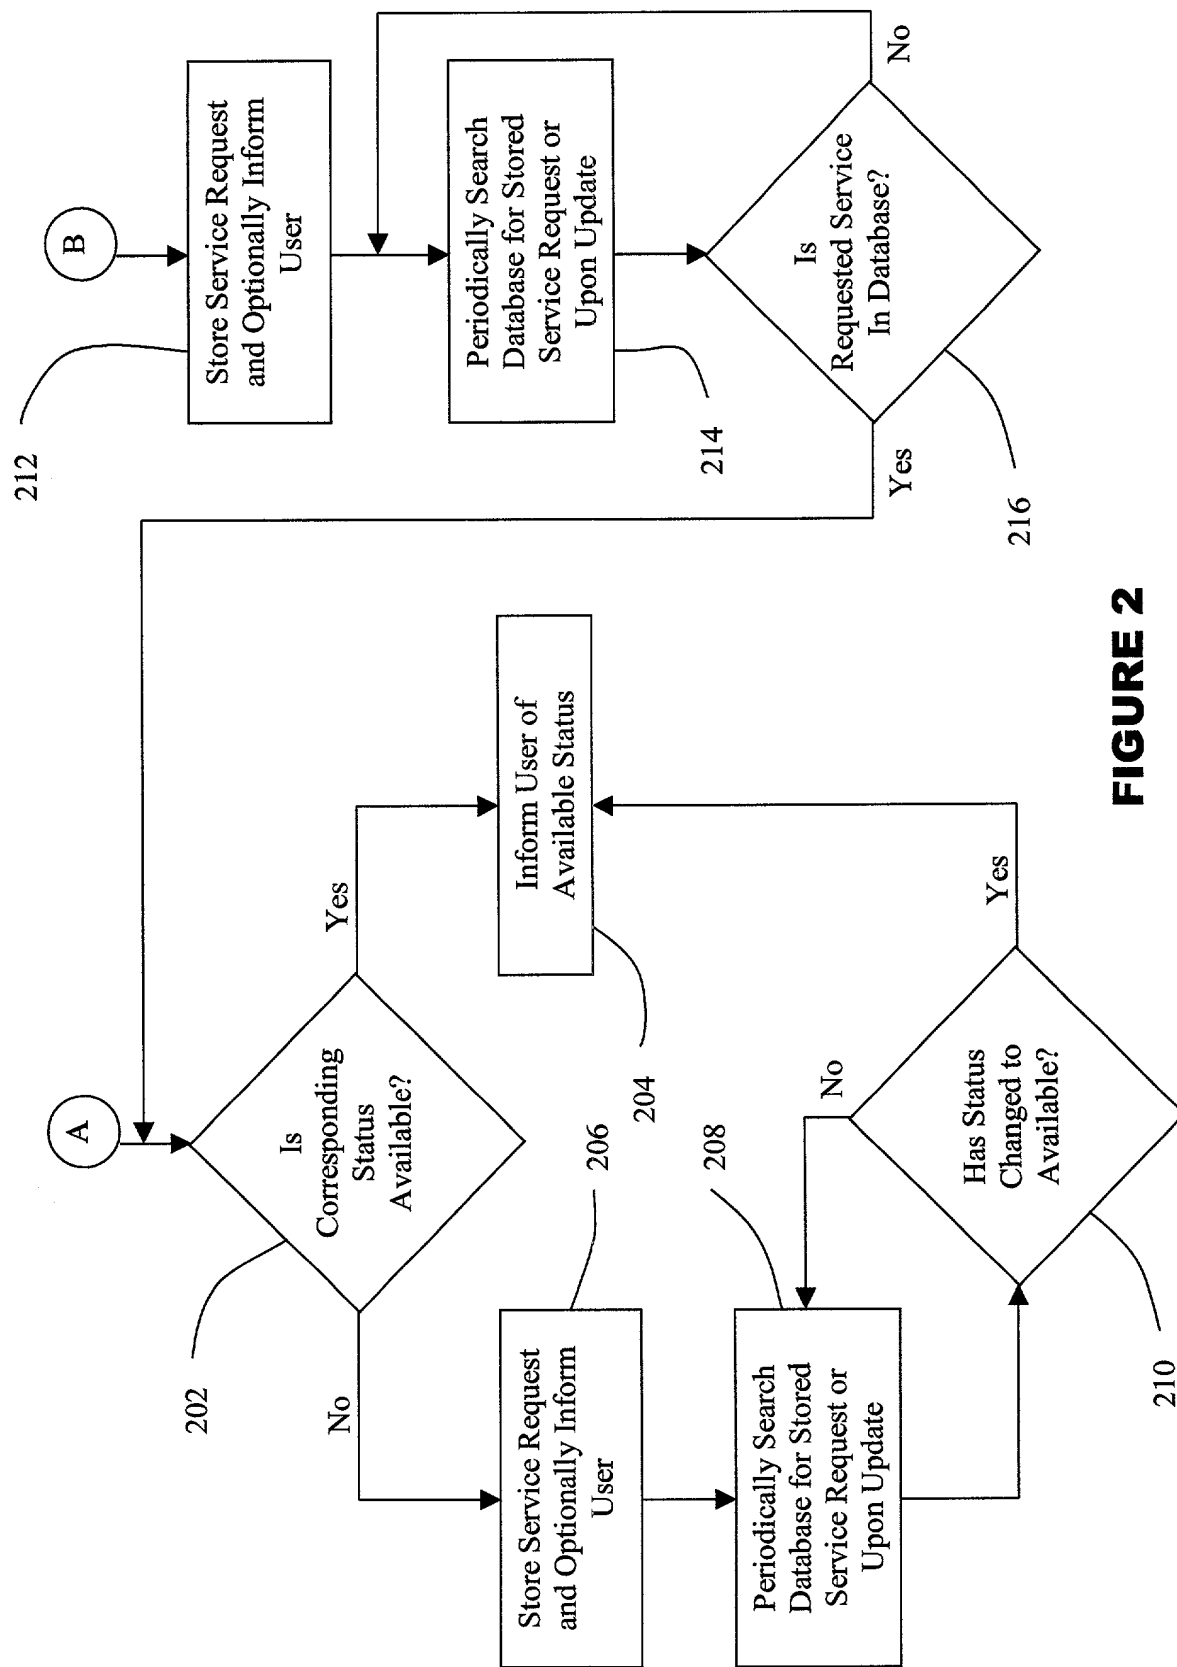 A
Is
Corresponding
Status
Available?
202
No
Yes
Store Service Request
and Optionally Inform
User
206
Inform User of
Available Status
204
Periodically Search
Database for Stored
Service Request or
Upon Update
208
No
Has Status
Changed to
Available?
Yes
210
B
Store Service Request
and Optionally Inform
User
212
Periodically Search
Database for Stored
Service Request or
Upon Update
214
Is
Requested Service
In Database?
No
Yes
216
FIGURE 2